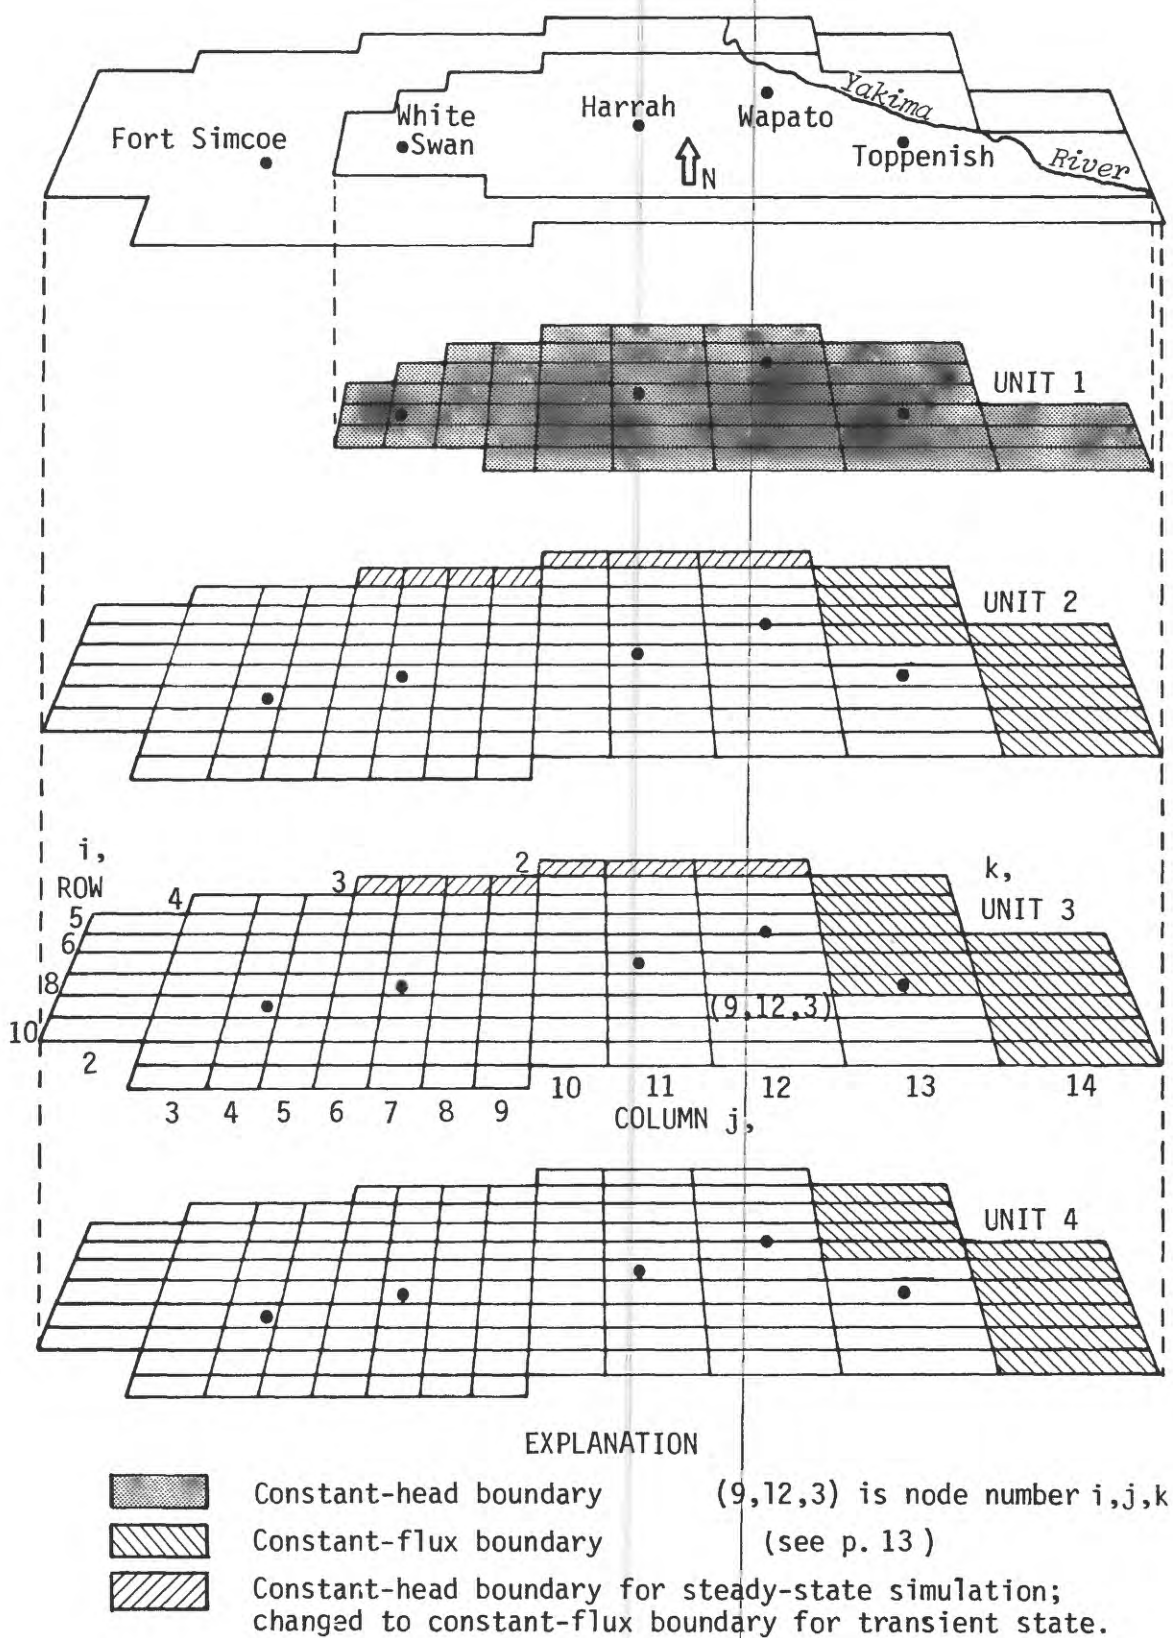 Fort Simcoe
White
Swan
Harrah
Wapato
Yakima
Toppenish
River
N
UNIT 1
UNIT 2
i,
ROW
2
3
4
5
6
8
10
k,
UNIT 3
(9,12,3)
2
3 4 5 6 7 8 9 10 11 12 13 14
COLUMN j,
UNIT 4
EXPLANATION
Constant-head boundary
(9,12,3) is node number i,j,k
Constant-flux boundary
(see p. 13)
Constant-head boundary for steady-state simulation;
changed to constant-flux boundary for transient state.